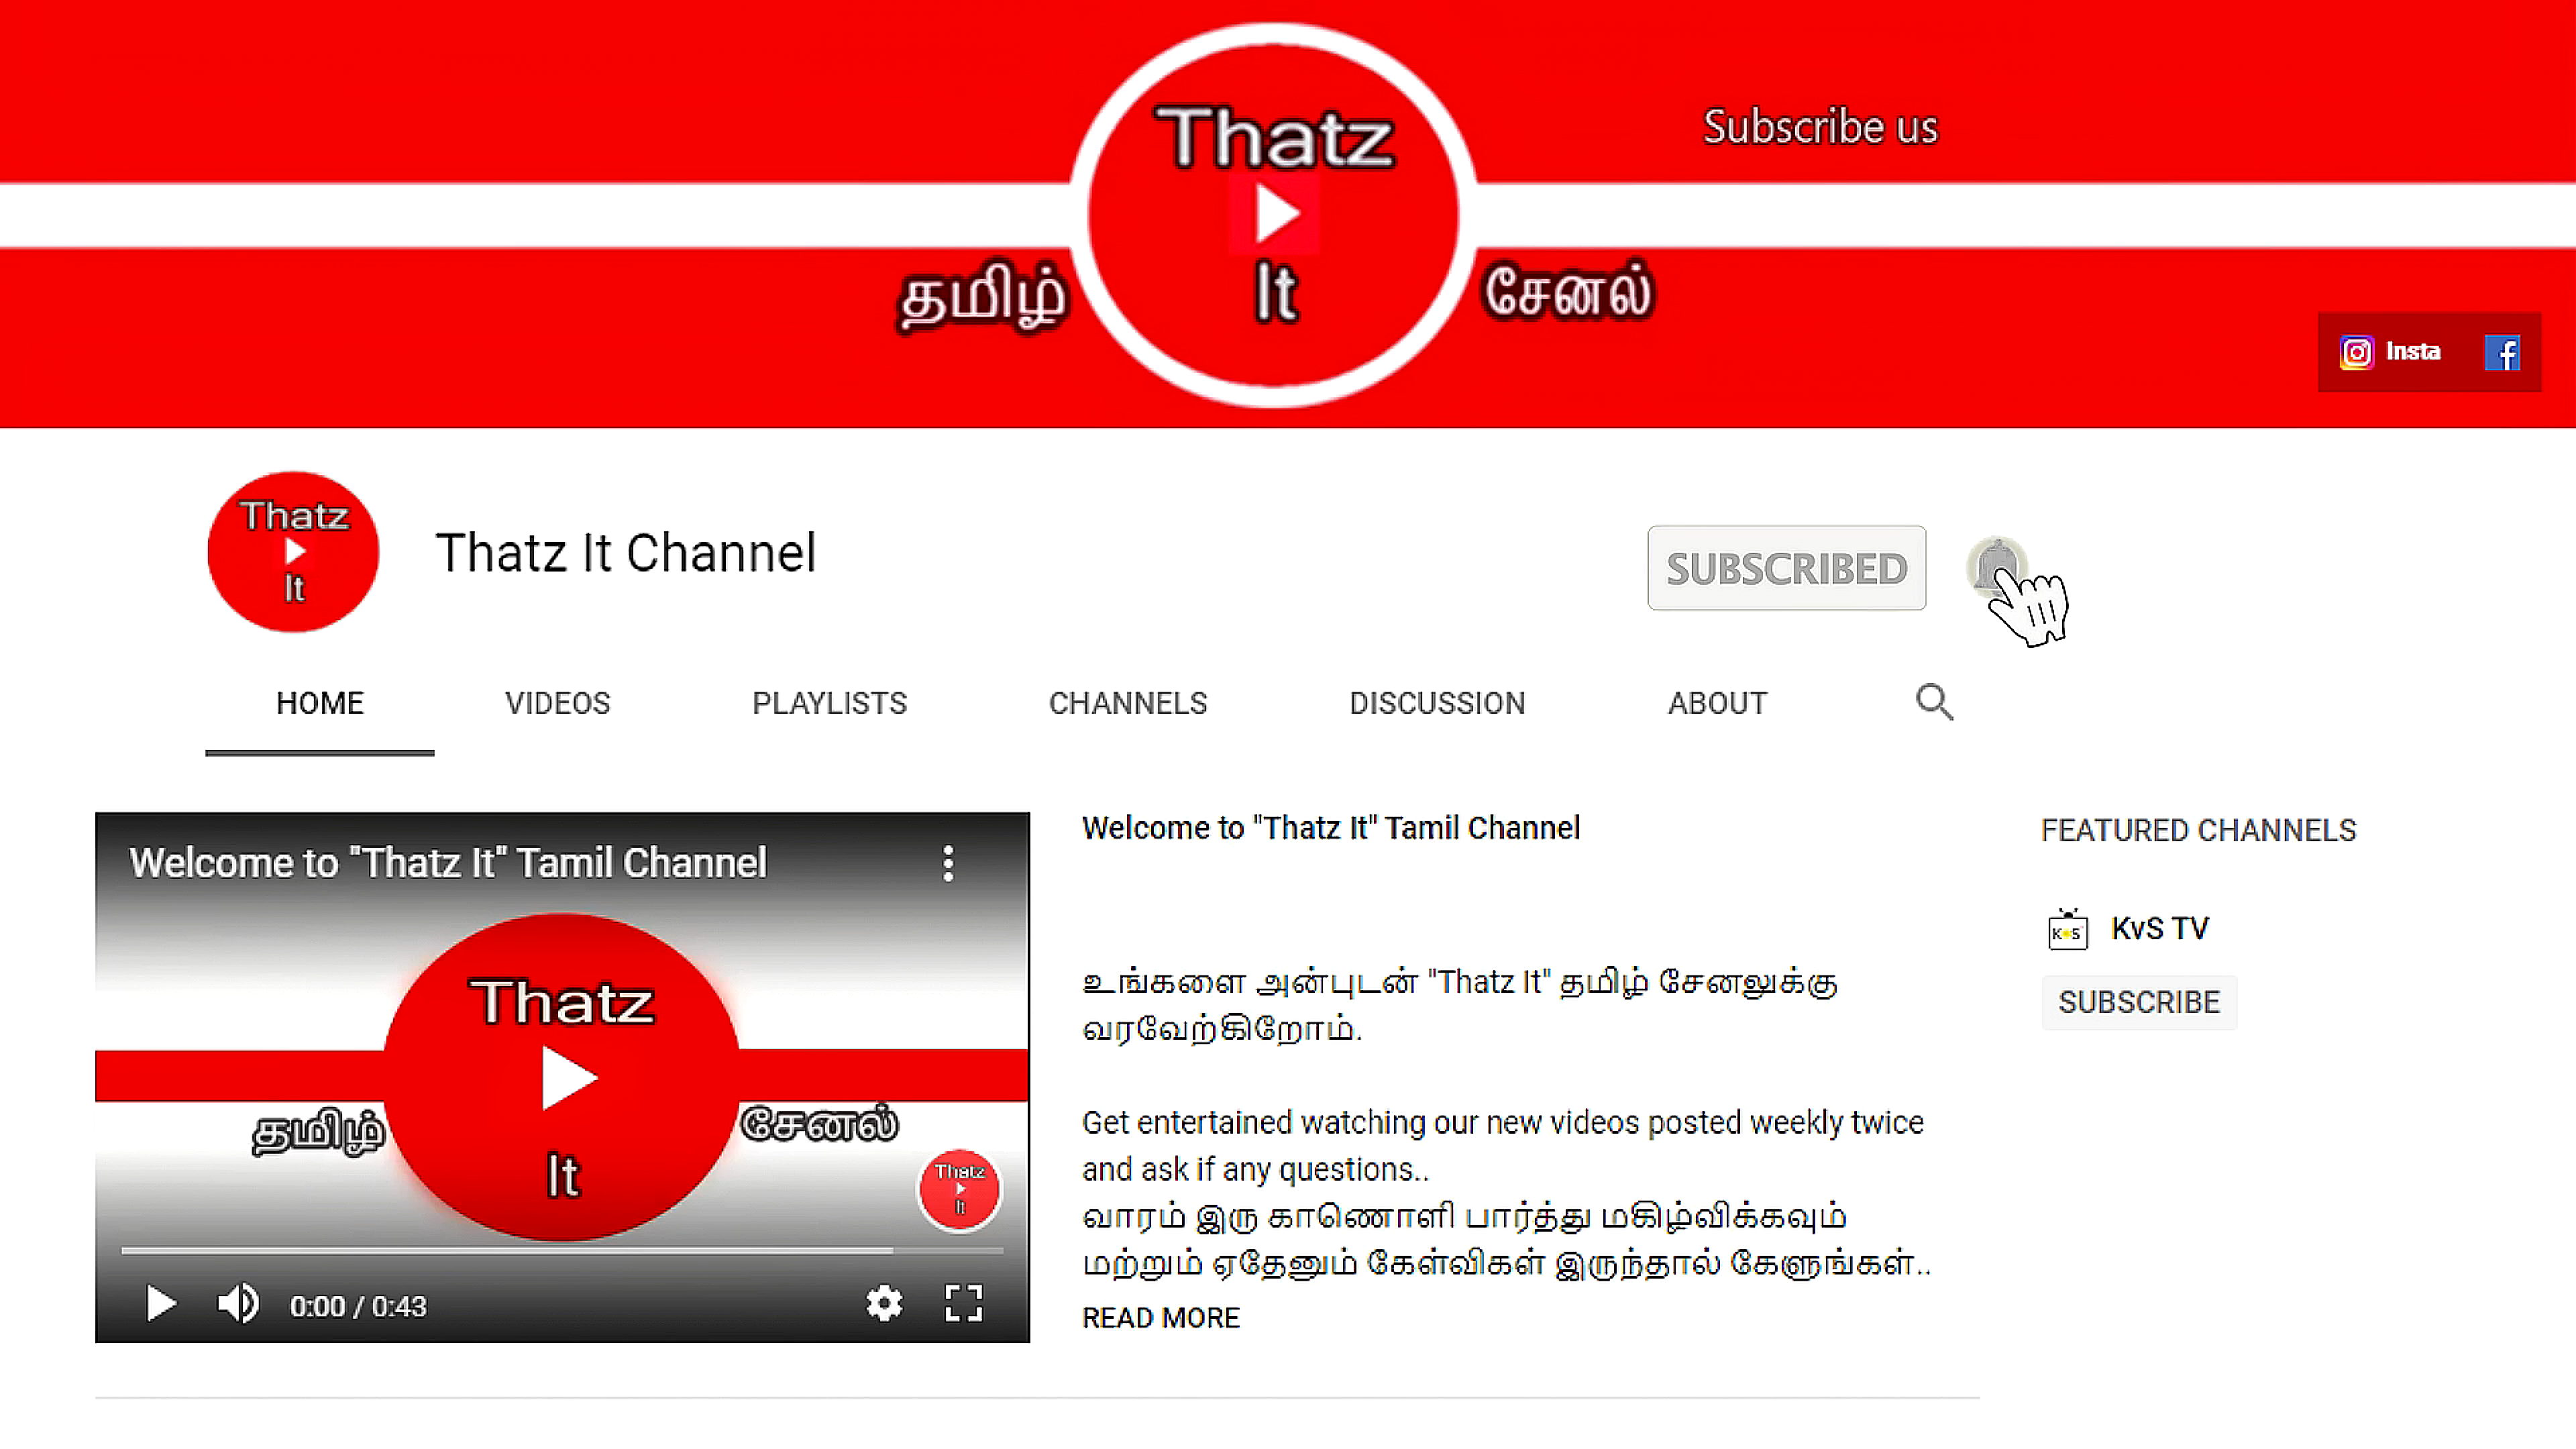 Thatz
Subscribe us
தமிழ்
It
சேனல்
Insta
Thatz
It
Thatz It Channel
SUBSCRIBED
HOME
VIDEOS
PLAYLISTS
CHANNELS
DISCUSSION
ABOUT
Welcome to "Thatz It" Tamil Channel
Thatz
தமிழ்
சேனல்
It
Thatz
It
0:00 / 0:43
Welcome to "Thatz It" Tamil Channel
உங்களை அன்புடன் "Thatz It" தமிழ் சேனலுக்கு
வரவேற்கிறோம்.
Get entertained watching our new videos posted weekly twice
and ask if any questions..
வாரம் இரு காணொளி பார்த்து மகிழ்விக்கவும்
மற்றும் ஏதேனும் கேள்விகள் இருந்தால் கேளுங்கள்..
READ MORE
FEATURED CHANNELS
KvS
KvS TV
SUBSCRIBE